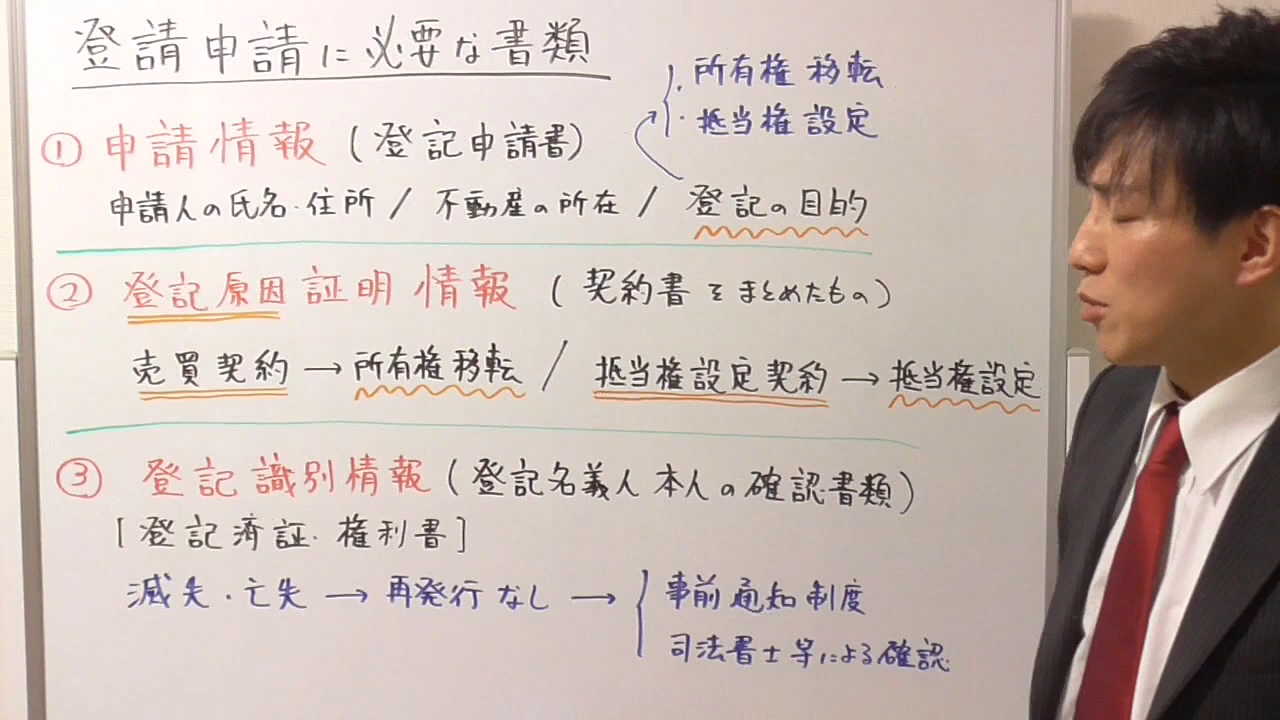 登請申請に必要な書類
・所有権移転
・抵当権設定
① 申請情報(登記申請書)
申請人の氏名・住所 / 不動産の所在 / 登記の目的
② 登記原因証明情報(契約書をまとめたもの)
売買契約→所有権移転 / 抵当権設定契約→抵当権設定
③ 登記識別情報(登記名義人本人の確認書類)
[登記済証・権利書]
滅失・亡失→再発行なし→
事前通知制度
司法書士等による確認